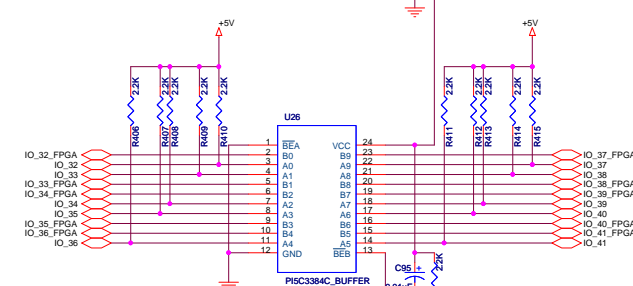 +5V
+5V
2.2K
2.2K
2.2K
2.2K
2.2K
2.2K
2.2K
2.2K
2.2K
2.2K
R406
R407
R408
R409
R410
R411
R412
R413
R414
R415
U26
1 BEA VCC 24
IO_32_FPGA 2 B0 B9 23 IO_37_FPGA
IO_32 3 A0 A9 22 IO_37
IO_33 4 A1 A8 21 IO_38
IO_33_FPGA 5 B1 B8 20 IO_38_FPGA
IO_34_FPGA 6 B2 B7 19 IO_39_FPGA
IO_34 7 A2 A7 18 IO_39
IO_35 8 A3 A6 17 IO_40
IO_35_FPGA 9 B3 B6 16 IO_40_FPGA
IO_36_FPGA 10 B4 B5 15 IO_41_FPGA
IO_36 11 A4 A5 14 IO_41
12 GND BEB 13
C95 +
2.2K
PI5C3384C_BUFFER